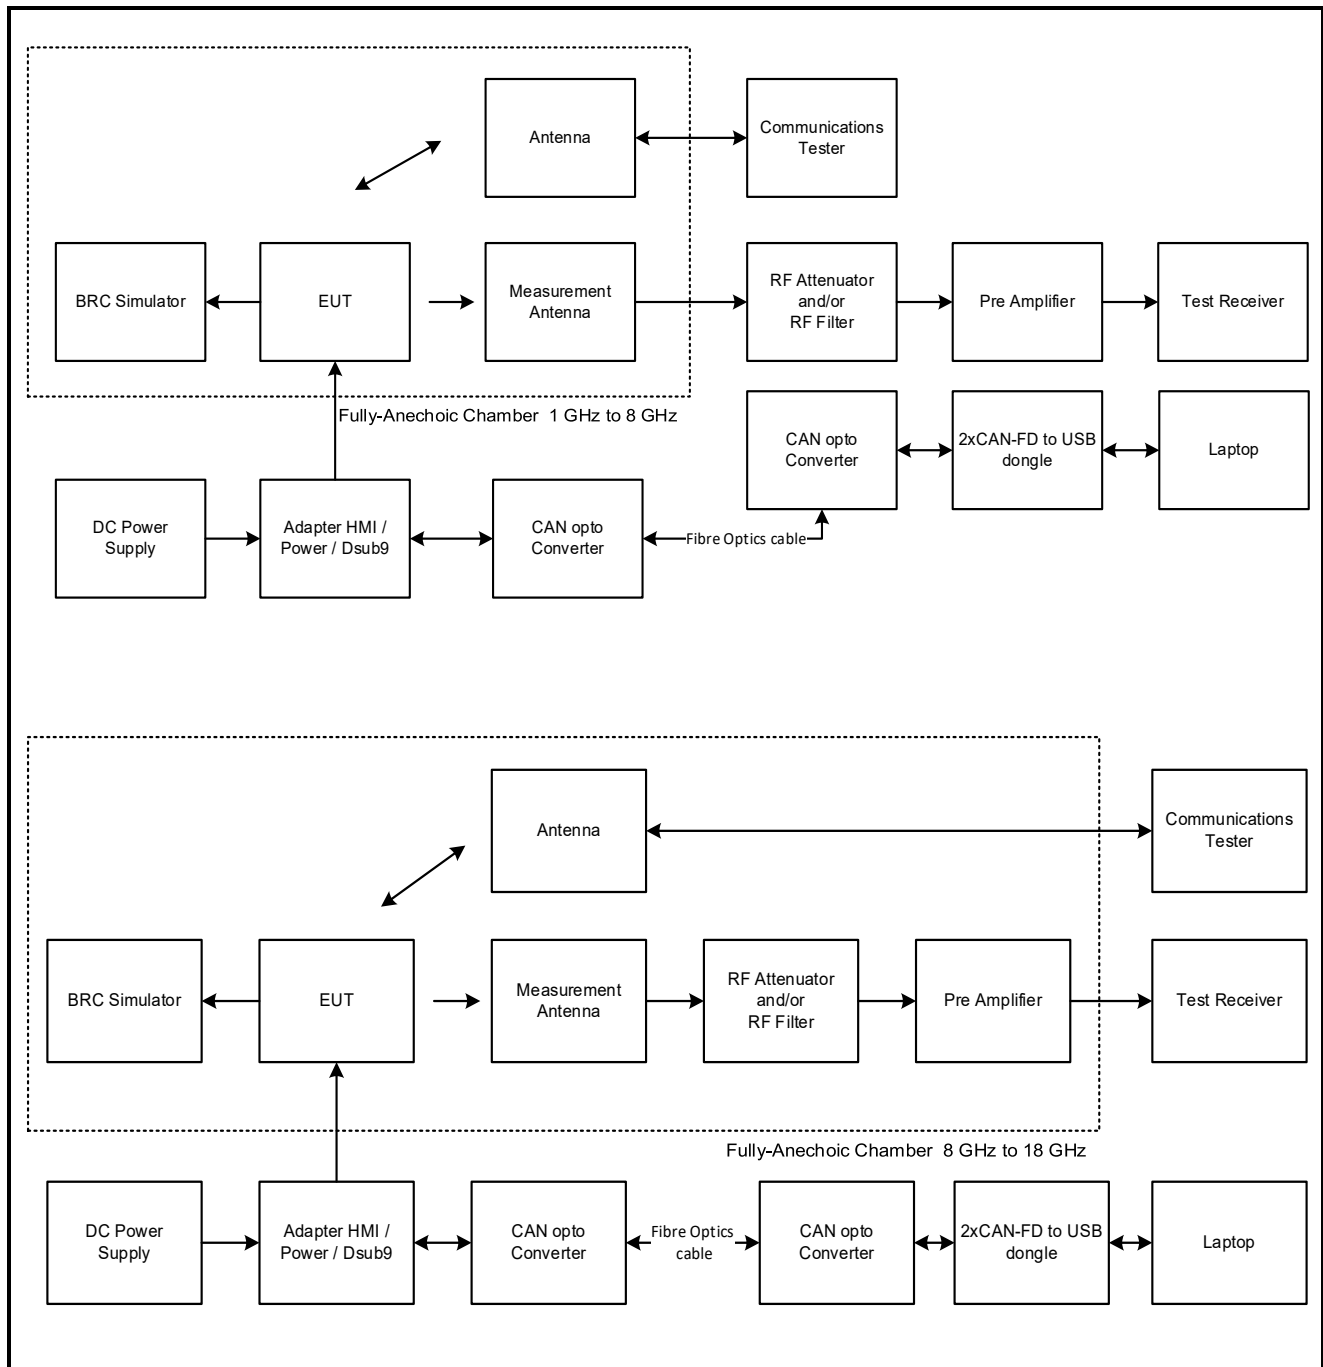 Antenna
Communications
Tester
BRC Simulator
EUT
Measurement
Antenna
RF Attenuator
and/or
RF Filter
Pre Amplifier
Test Receiver
Fully-Anechoic Chamber 1 GHz to 8 GHz
CAN opto
Converter
2xCAN-FD to USB
dongle
Laptop
DC Power
Supply
Adapter HMI /
Power / Dsub9
CAN opto
Converter
Fibre Optics cable
Antenna
Communications
Tester
BRC Simulator
EUT
Measurement
Antenna
RF Attenuator
and/or
RF Filter
Pre Amplifier
Test Receiver
Fully-Anechoic Chamber 8 GHz to 18 GHz
DC Power
Supply
Adapter HMI /
Power / Dsub9
CAN opto
Converter
Fibre Optics
cable
CAN opto
Converter
2xCAN-FD to USB
dongle
Laptop